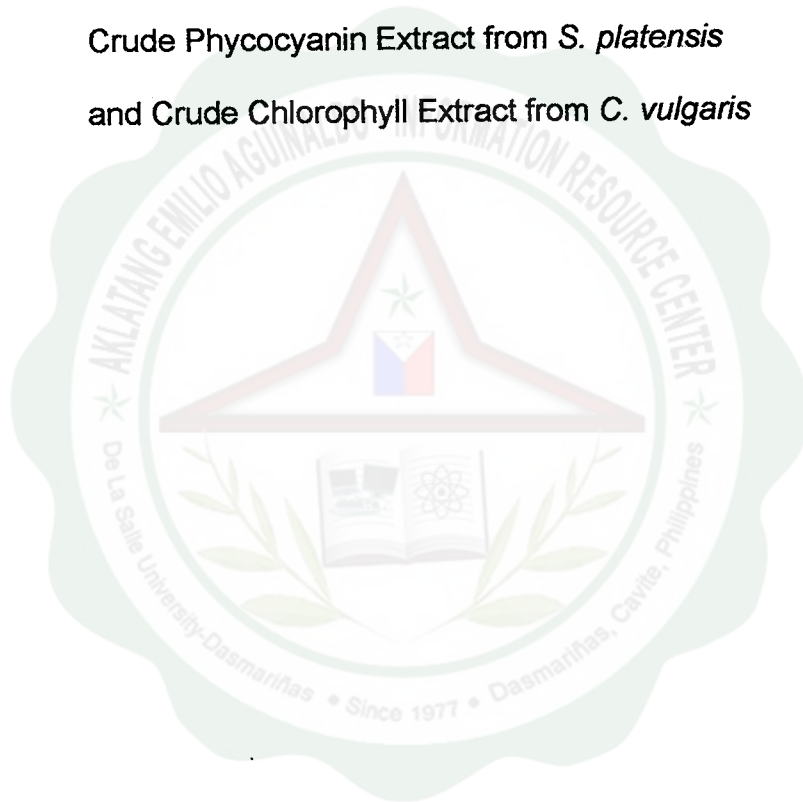 Crude Phycocyanin Extract from S. platensis
and Crude Chlorophyll Extract from C. vulgaris
AKLATANG EMILIO AGUINALDO - INFORMATION RESOURCE CENTER
De La Salle University-Dasmariñas • Since 1977 • Dasmariñas, Cavite, Philippines